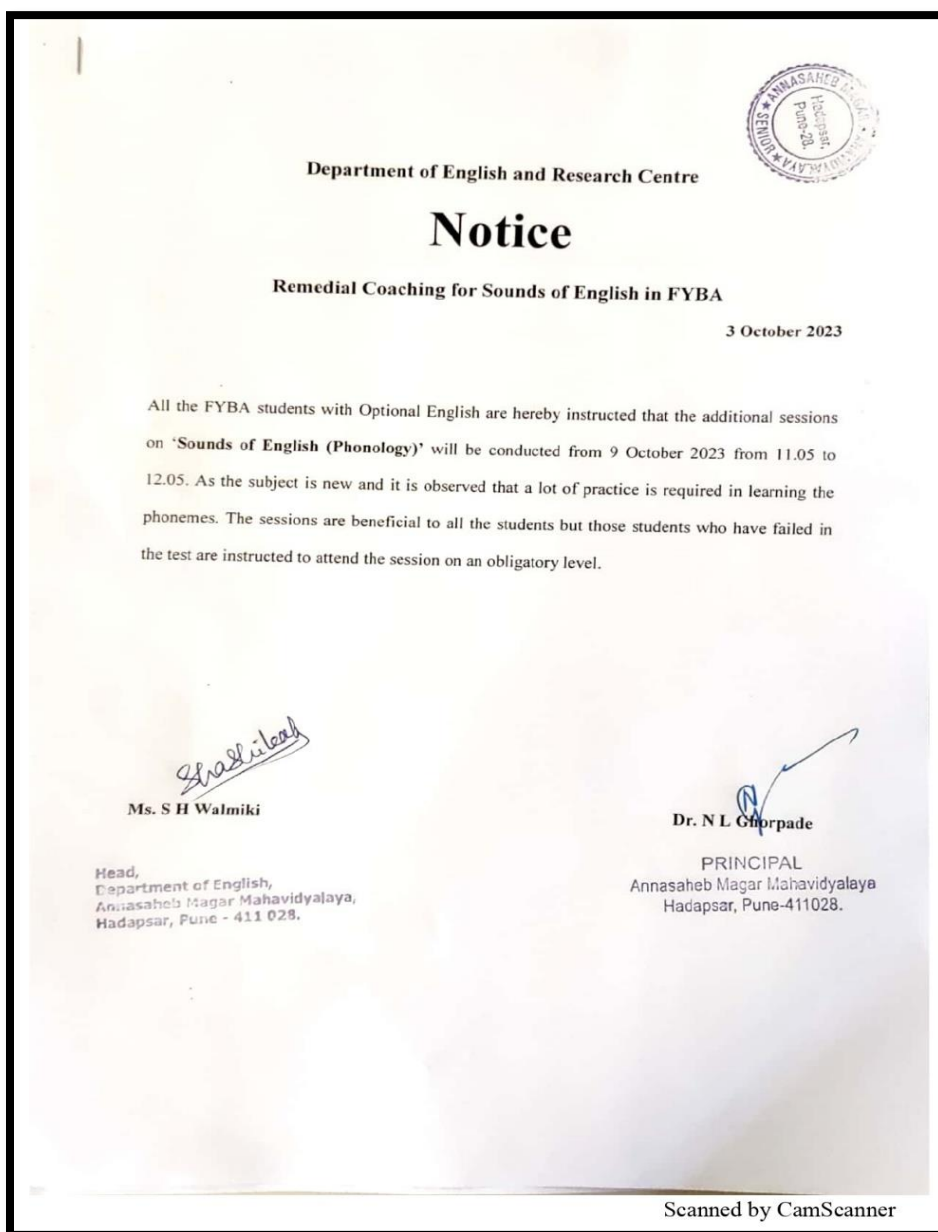 ANNASAHEB MAGAR
SENIOR
Hadapsar,
Pune-28.
Department of English and Research Centre
Notice
Remedial Coaching for Sounds of English in FYBA
3 October 2023
All the FYBA students with Optional English are hereby instructed that the additional sessions
on ‘Sounds of English (Phonology)’ will be conducted from 9 October 2023 from 11.05 to
12.05. As the subject is new and it is observed that a lot of practice is required in learning the
phonemes. The sessions are beneficial to all the students but those students who have failed in
the test are instructed to attend the session on an obligatory level.
Ms. S H Walmiki
Head,
Department of English,
Annasaheb Magar Mahavidyalaya,
Hadapsar, Pune - 411 028.
Dr. N L Ghorpade
PRINCIPAL
Annasaheb Magar Mahavidyalaya
Hadapsar, Pune-411028.
Scanned by CamScanner